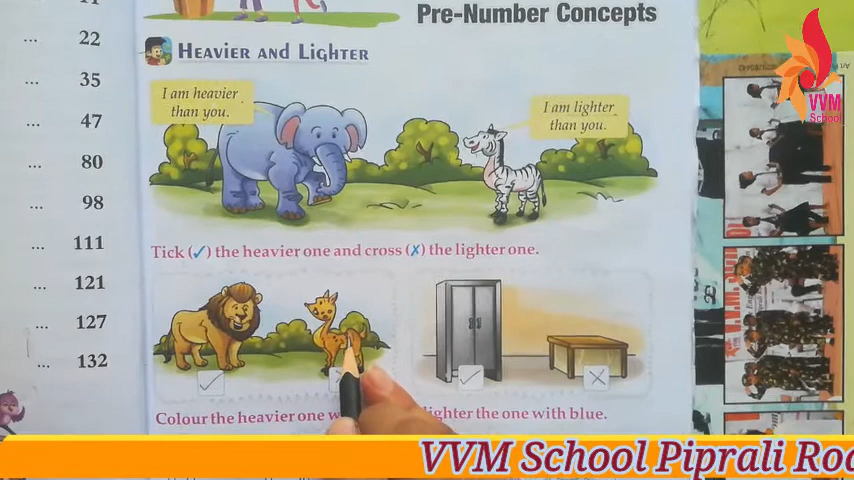 Pre-Number Concepts
... 22
... 35
... 47
... 80
... 98
... 111
... 121
... 127
... 132
HEAVIER AND LIGHTER
I am heavier
than you.
I am lighter
than you.
Tick (✓) the heavier one and cross (✗) the lighter one.
Colour the heavier one w
lighter the one with blue.
VVM
School
VVM School Piprali Roa